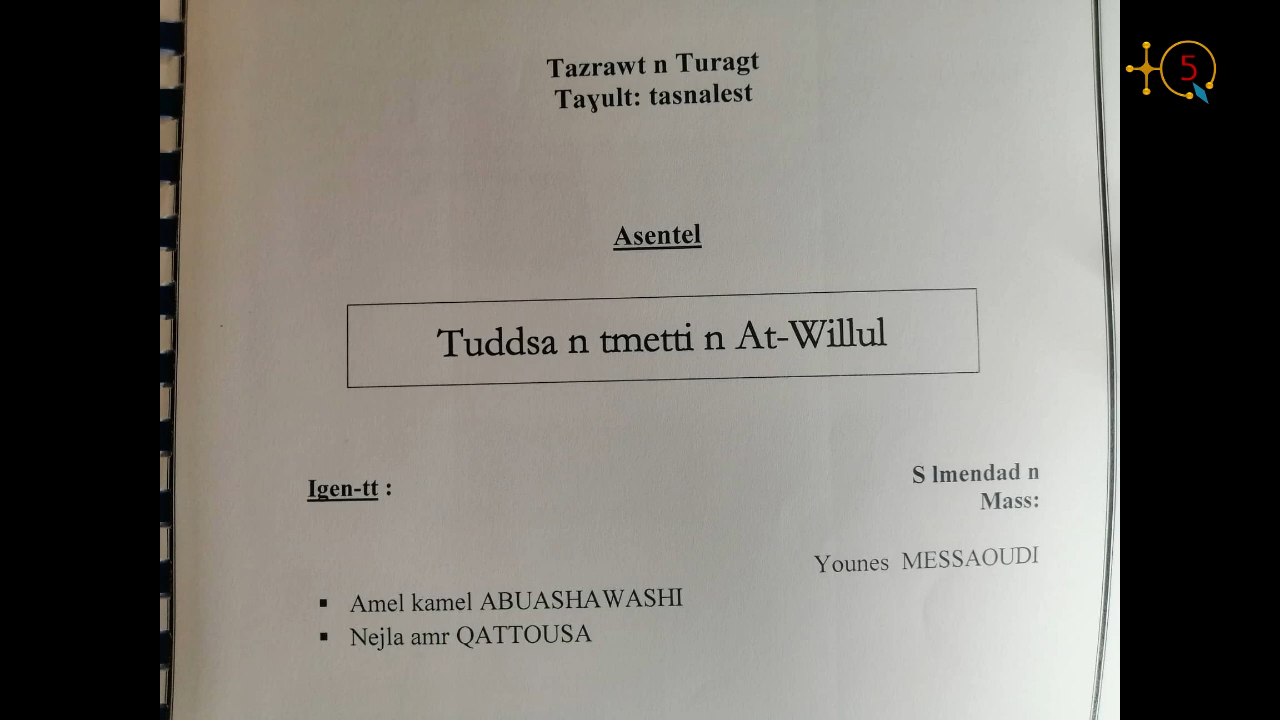 Tazrawt n Turagt
Taɣult: tasnalest
Asentel
Tuddsa n tmetti n At-Willul
Igen-tt :
S lmendad n
Mass:
Younes MESSAOUDI
▪ Amel kamel ABUASHAWASHI
▪ Nejla amr QATTOUSA
5